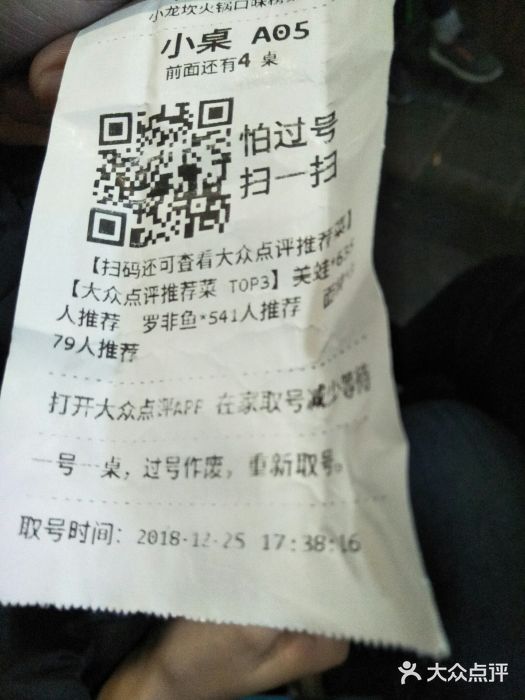 小龙坎火锅口味
小桌 A05
前面还有4 桌
怕过号
扫一扫
【扫码还可查看大众点评推荐菜】
【大众点评推荐菜 TOP3】美蛙*635
人推荐 罗非鱼*541人推荐
79人推荐
打开大众点评APP 在家取号减少等待
一号一桌，过号作废，重新取号。
取号时间：2018-12-25 17:38:16
大众点评